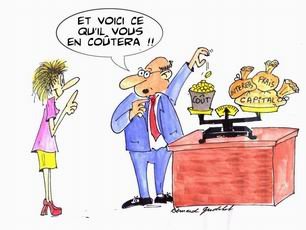 ET VOICI CE
QU'IL VOUS
EN COÛTERA !!
COÛT
INTÉRÊTS
FRAIS
CAPITAL